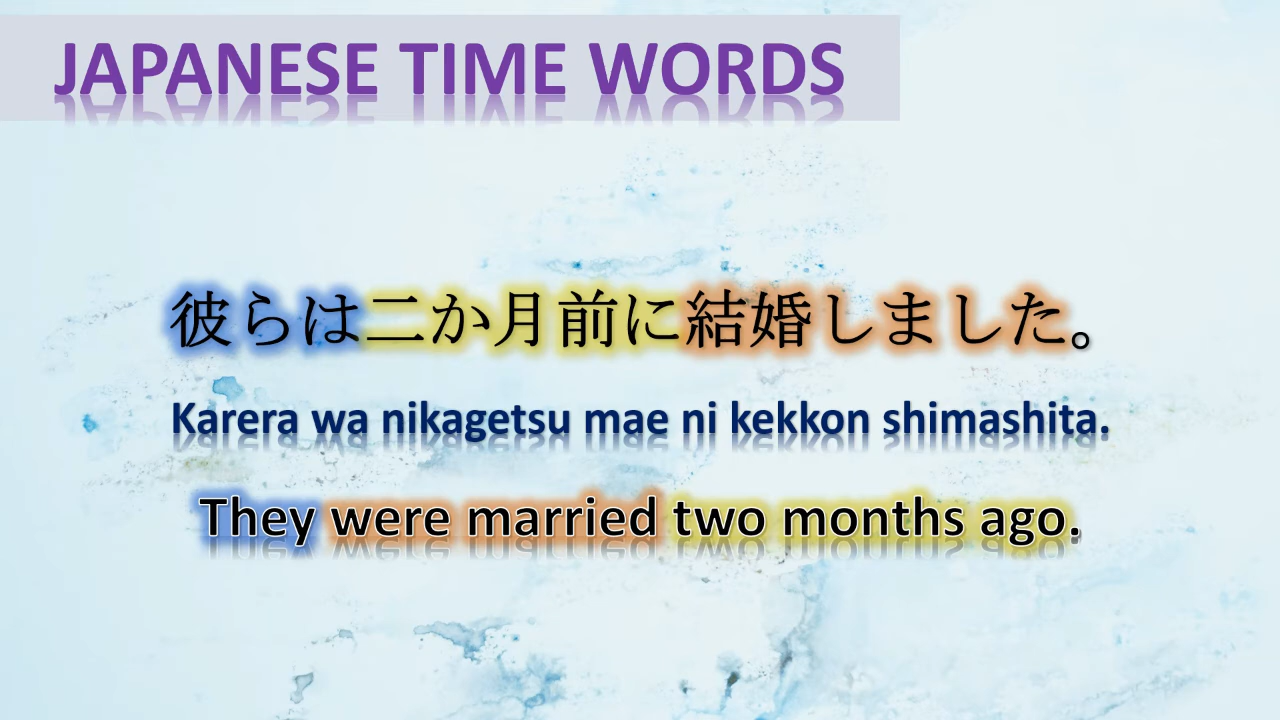 JAPANESE TIME WORDS
彼らは二か月前に結婚しました。
Karera wa nikagetsu mae ni kekkon shimashita.
They were married two months ago.